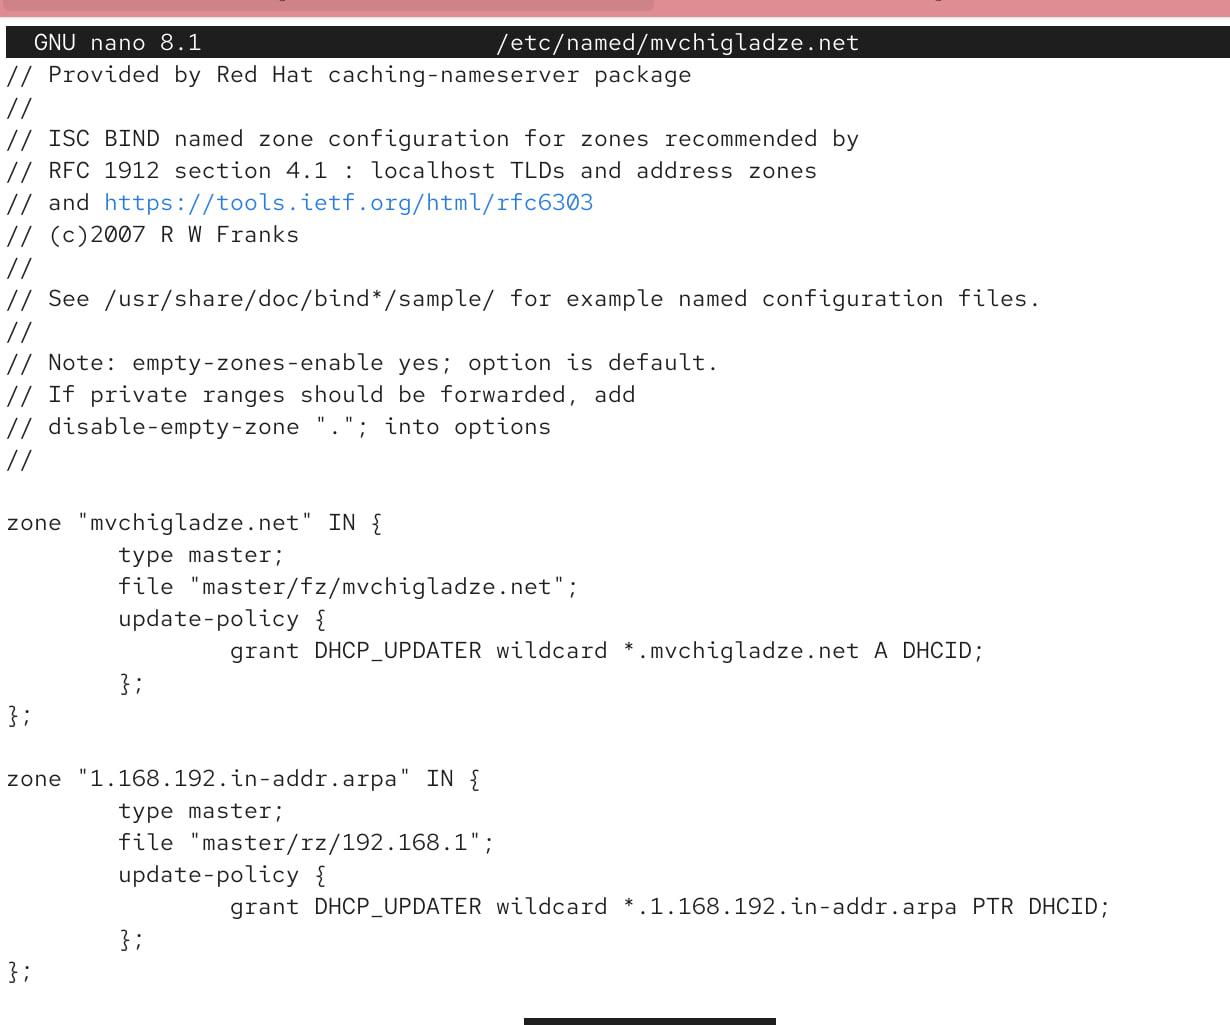 GNU nano 8.1 /etc/named/mvchigladze.net
// Provided by Red Hat caching-nameserver package
//
// ISC BIND named zone configuration for zones recommended by
// RFC 1912 section 4.1 : localhost TLDs and address zones
// and https://tools.ietf.org/html/rfc6303
// (c)2007 R W Franks
//
// See /usr/share/doc/bind*/sample/ for example named configuration files.
//
// Note: empty-zones-enable yes; option is default.
// If private ranges should be forwarded, add
// disable-empty-zone "."; into options
//
zone "mvchigladze.net" IN {
type master;
file "master/fz/mvchigladze.net";
update-policy {
grant DHCP_UPDATER wildcard *.mvchigladze.net A DHCID;
};
};
zone "1.168.192.in-addr.arpa" IN {
type master;
file "master/rz/192.168.1";
update-policy {
grant DHCP_UPDATER wildcard *.1.168.192.in-addr.arpa PTR DHCID;
};
};